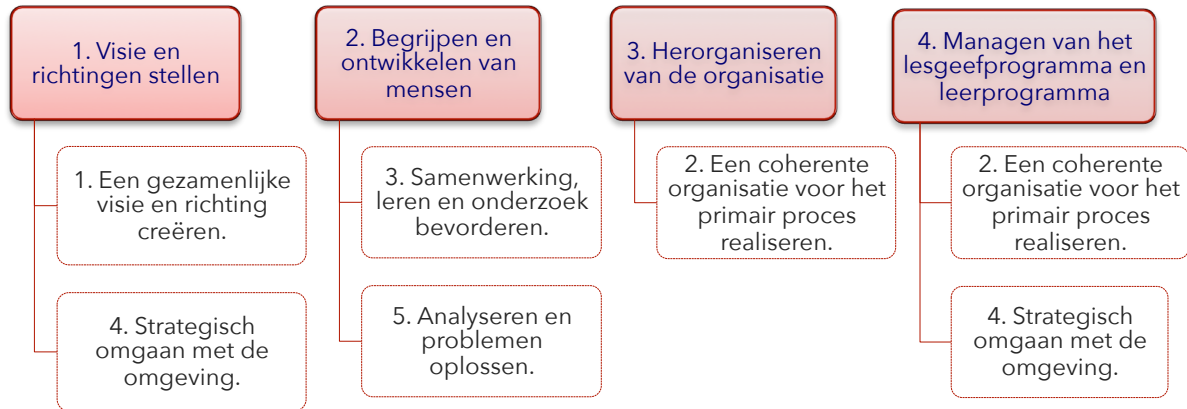 1. Visie en
richtingen stellen
1. Een gezamenlijke
visie en richting
creëren.
4. Strategisch
omgaan met de
omgeving.
2. Begrijpen en
ontwikkelen van
mensen
3. Samenwerking,
leren en onderzoek
bevorderen.
5. Analyseren en
problemen
oplossen.
3. Herorganiseren
van de organisatie
2. Een coherente
organisatie voor het
primair proces
realiseren.
4. Managen van het
lesgeefprogramma en
leerprogramma
2. Een coherente
organisatie voor het
primair proces
realiseren.
4. Strategisch
omgaan met de
omgeving.